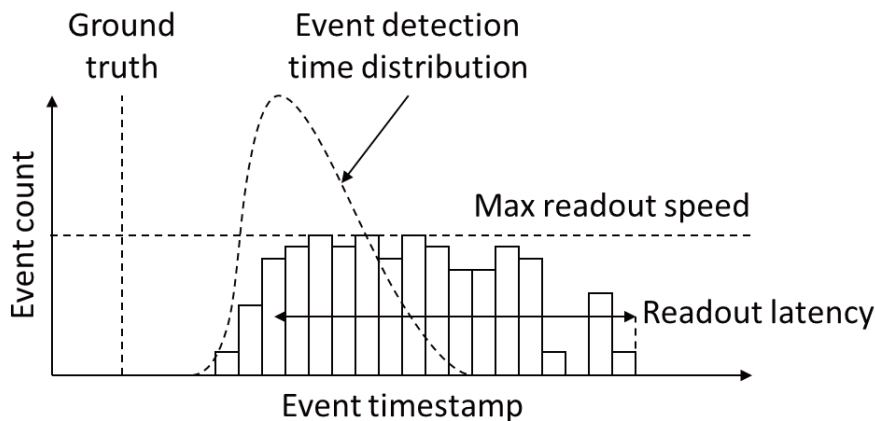 Ground
truth
Event detection
time distribution
Max readout speed
Event count
Readout latency
Event timestamp